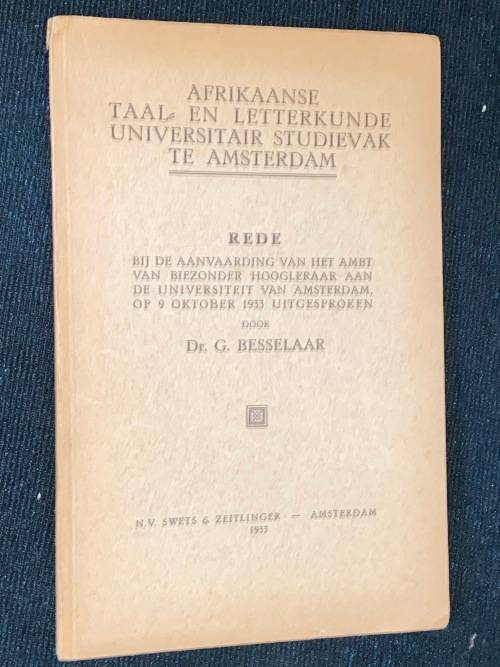 AFRIKAANSE
TAAL- EN LETTERKUNDE
UNIVERSITAIR STUDIEVAK
TE AMSTERDAM
REDE
BIJ DE AANVAARDING VAN HET AMBT
VAN BIEZONDER HOOGLERAAR AAN
DE UNIVERSITEIT VAN AMSTERDAM,
OP 9 OKTOBER 1933 UITGESPROKEN
DOOR
Dr. G. BESSELAAR
N.V. SWETS & ZEITLINGER — AMSTERDAM
1933